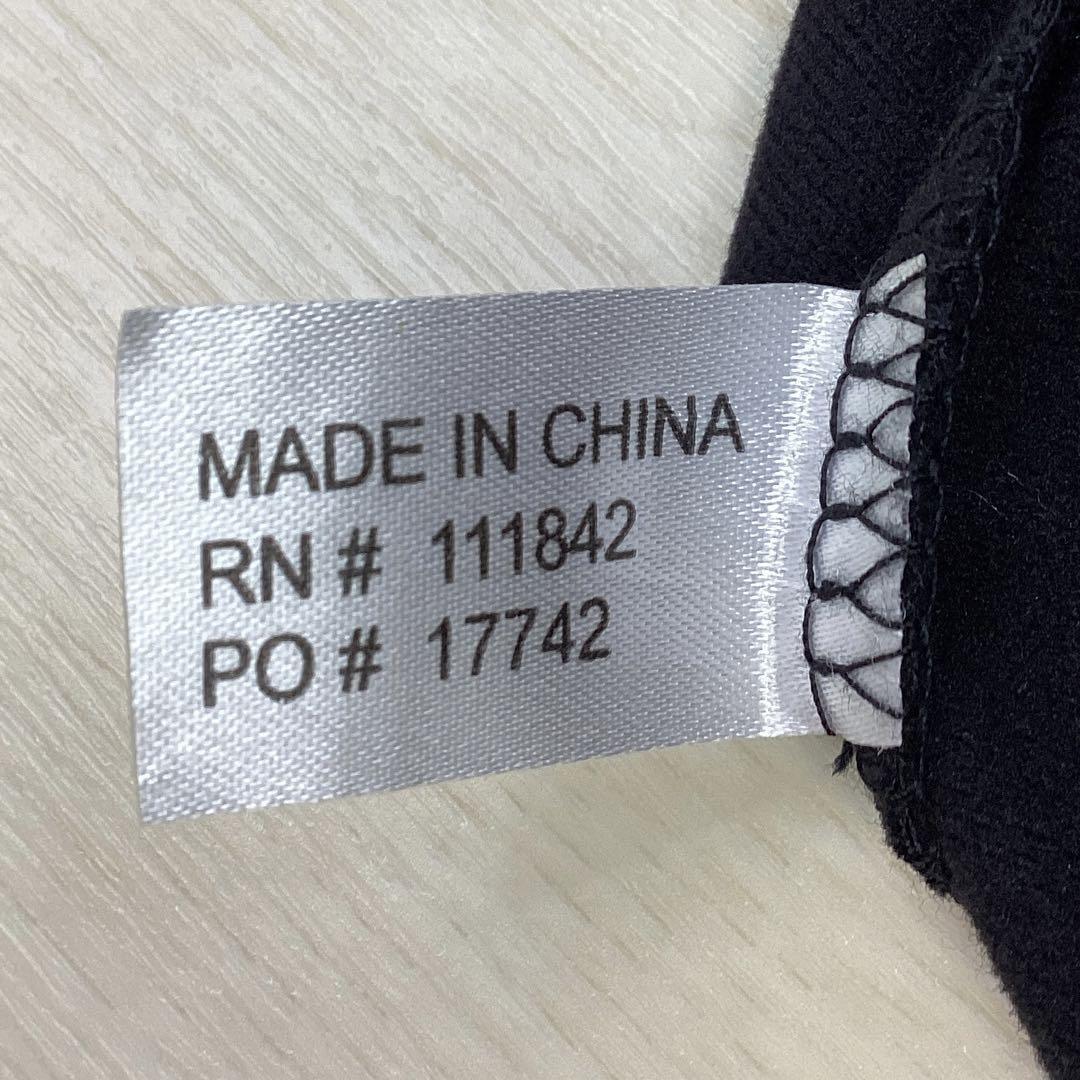 MADE IN CHINA
RN # 111842
PO # 17742